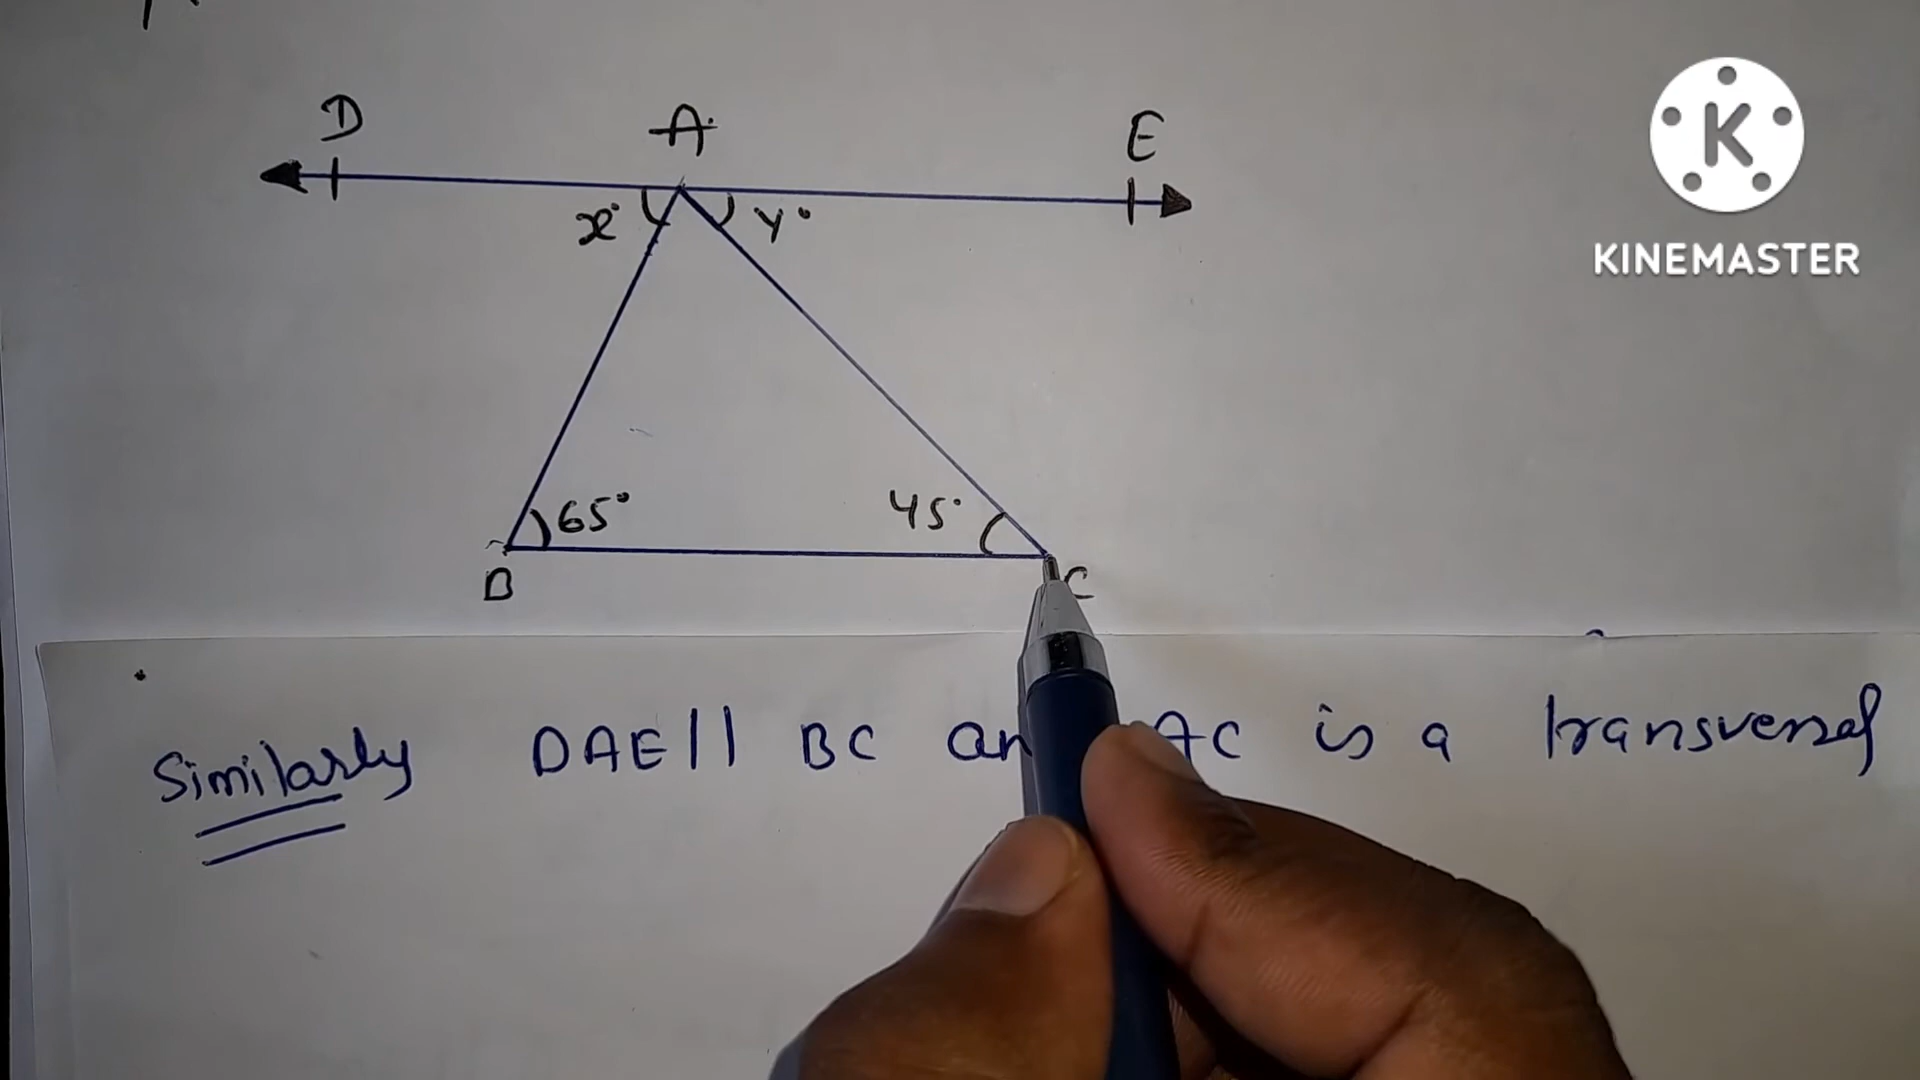 D A E
x° y°
65° 45°
B C
Similarly DAE || BC an AC is a transversal
K
KINEMASTER